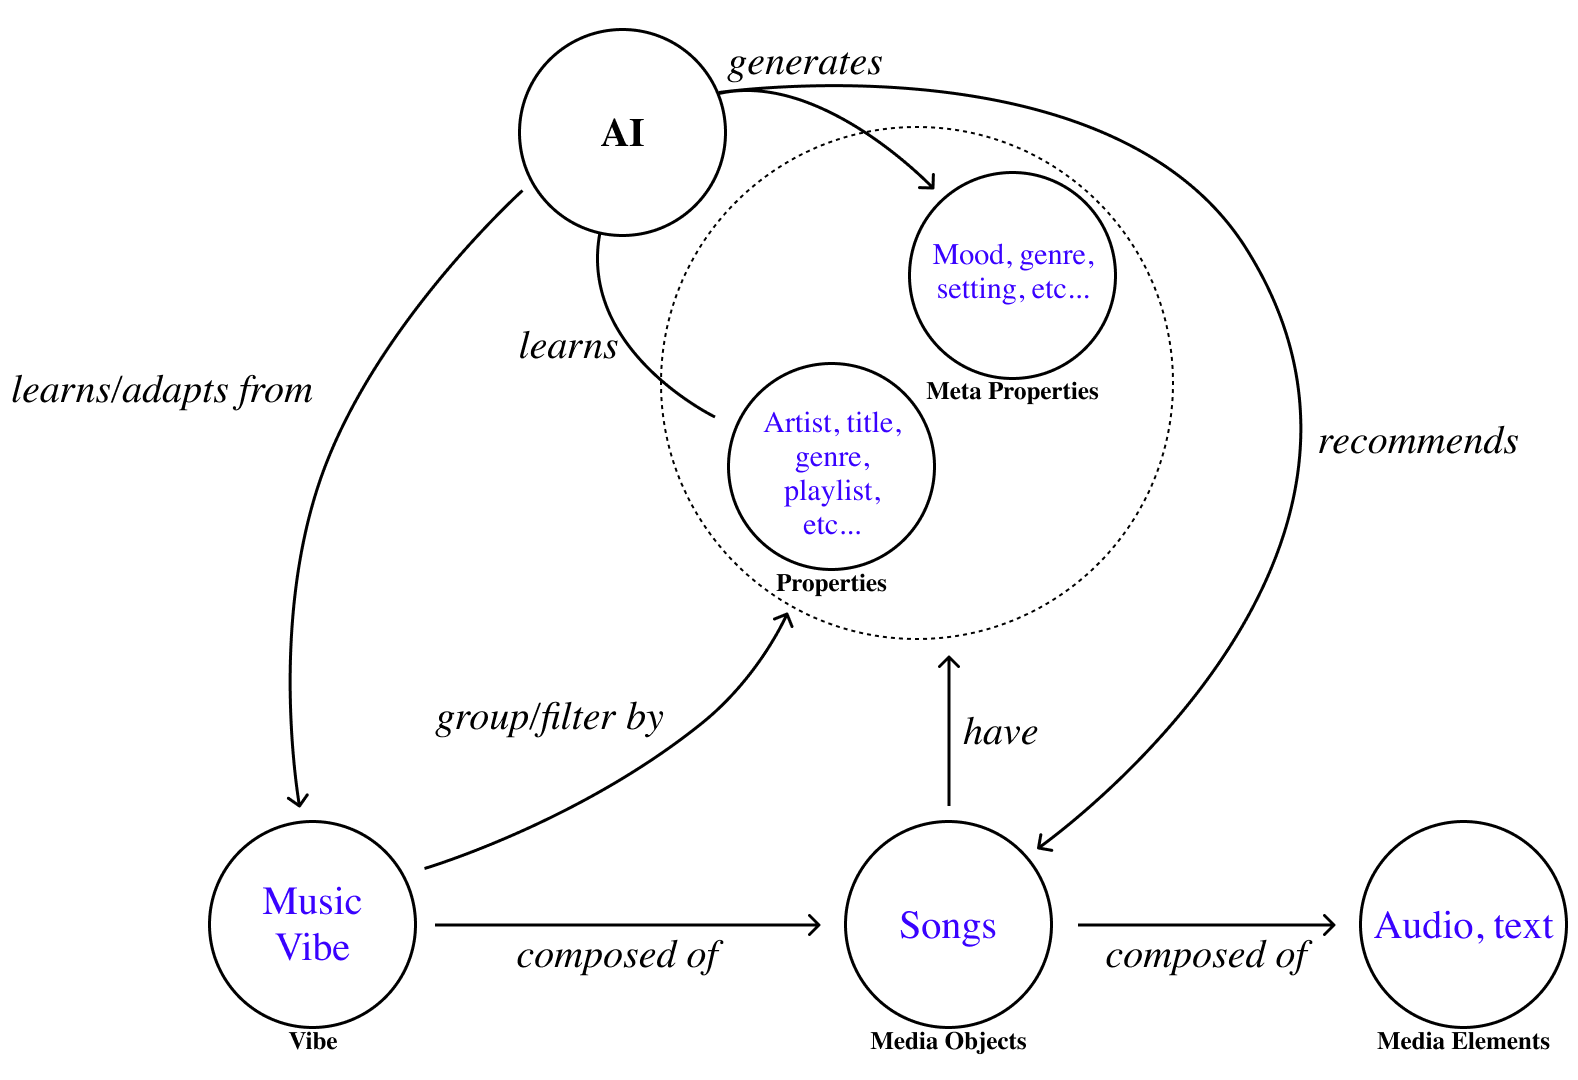 generates
AI
Mood, genre,
setting, etc...
learns
learns/adapts from
Meta Properties
Artist, title,
genre,
playlist,
etc...
recommends
Properties
group/filter by
have
Music
Vibe
composed of
Songs
composed of
Audio, text
Vibe
Media Objects
Media Elements